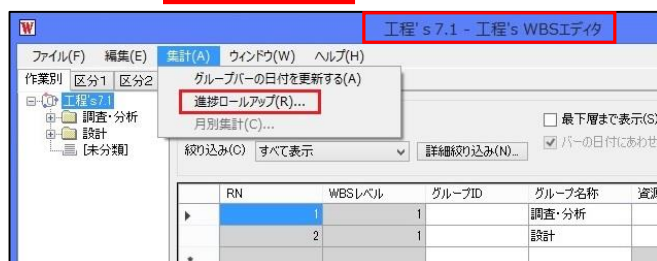 工程's 7.1 - 工程's WBSエディタ
ファイル(F) 編集(E) 集計(A) ウィンドウ(W) ヘルプ(H)
作業別 区分1 区分2
グループバーの日付を更新する(A)
進捗ロールアップ(R)...
月別集計(C)...
工程's7.1
調査・分析
設計
[未分類]
最下層まで表示(S)
バーの日付にあわせ
絞り込み(C) すべて表示 詳細絞り込み(N)...
RN WBSレベル グループID グループ名称 資源
1 1 調査・分析
2 1 設計